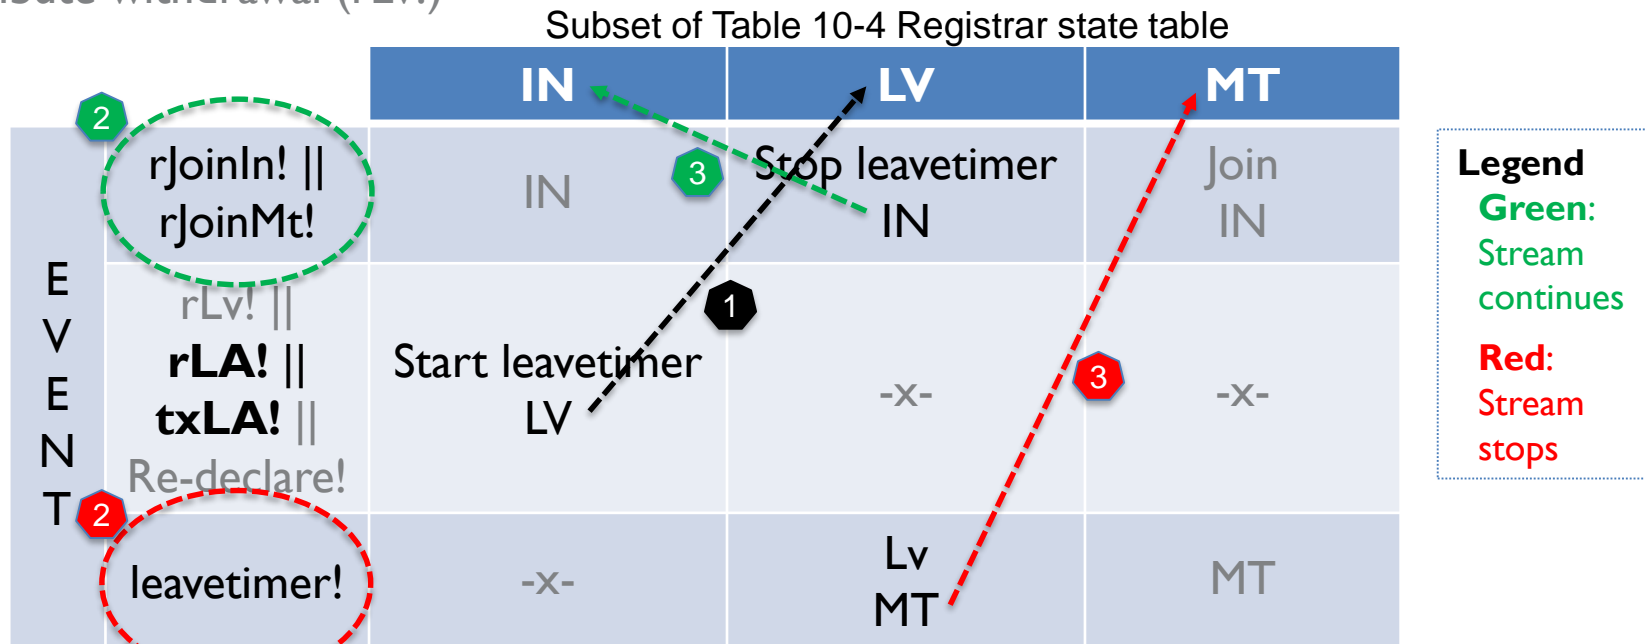 withdrawal (rLv!)
Subset of Table 10-4 Registrar state table
IN
LV
MT
2
rJoinIn! ||
rJoinMt!
IN
3
Stop leavetimer
IN
Join
IN
E
V
E
N
T
rLv! ||
rLA! ||
txLA! ||
Re-declare!
Start leavetimer
LV
1
-x-
3
-x-
2
leavetimer!
-x-
Lv
MT
MT
Legend
Green:
Stream
continues
Red:
Stream
stops